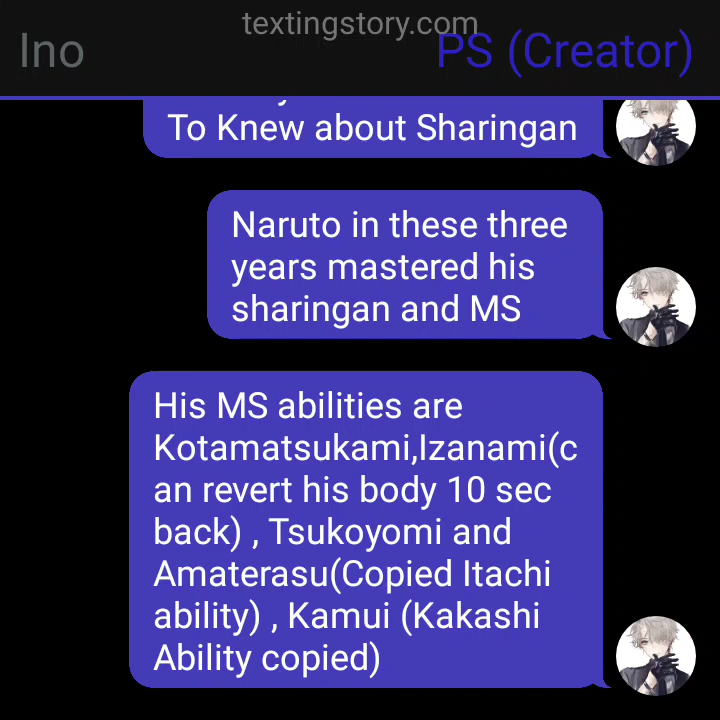 textingstory.com
Ino
PS (Creator)
To Knew about Sharingan
Naruto in these three
years mastered his
sharingan and MS
His MS abilities are
Kotamatsukami,Izanami(c
an revert his body 10 sec
back) , Tsukoyomi and
Amaterasu(Copied Itachi
ability) , Kamui (Kakashi
Ability copied)